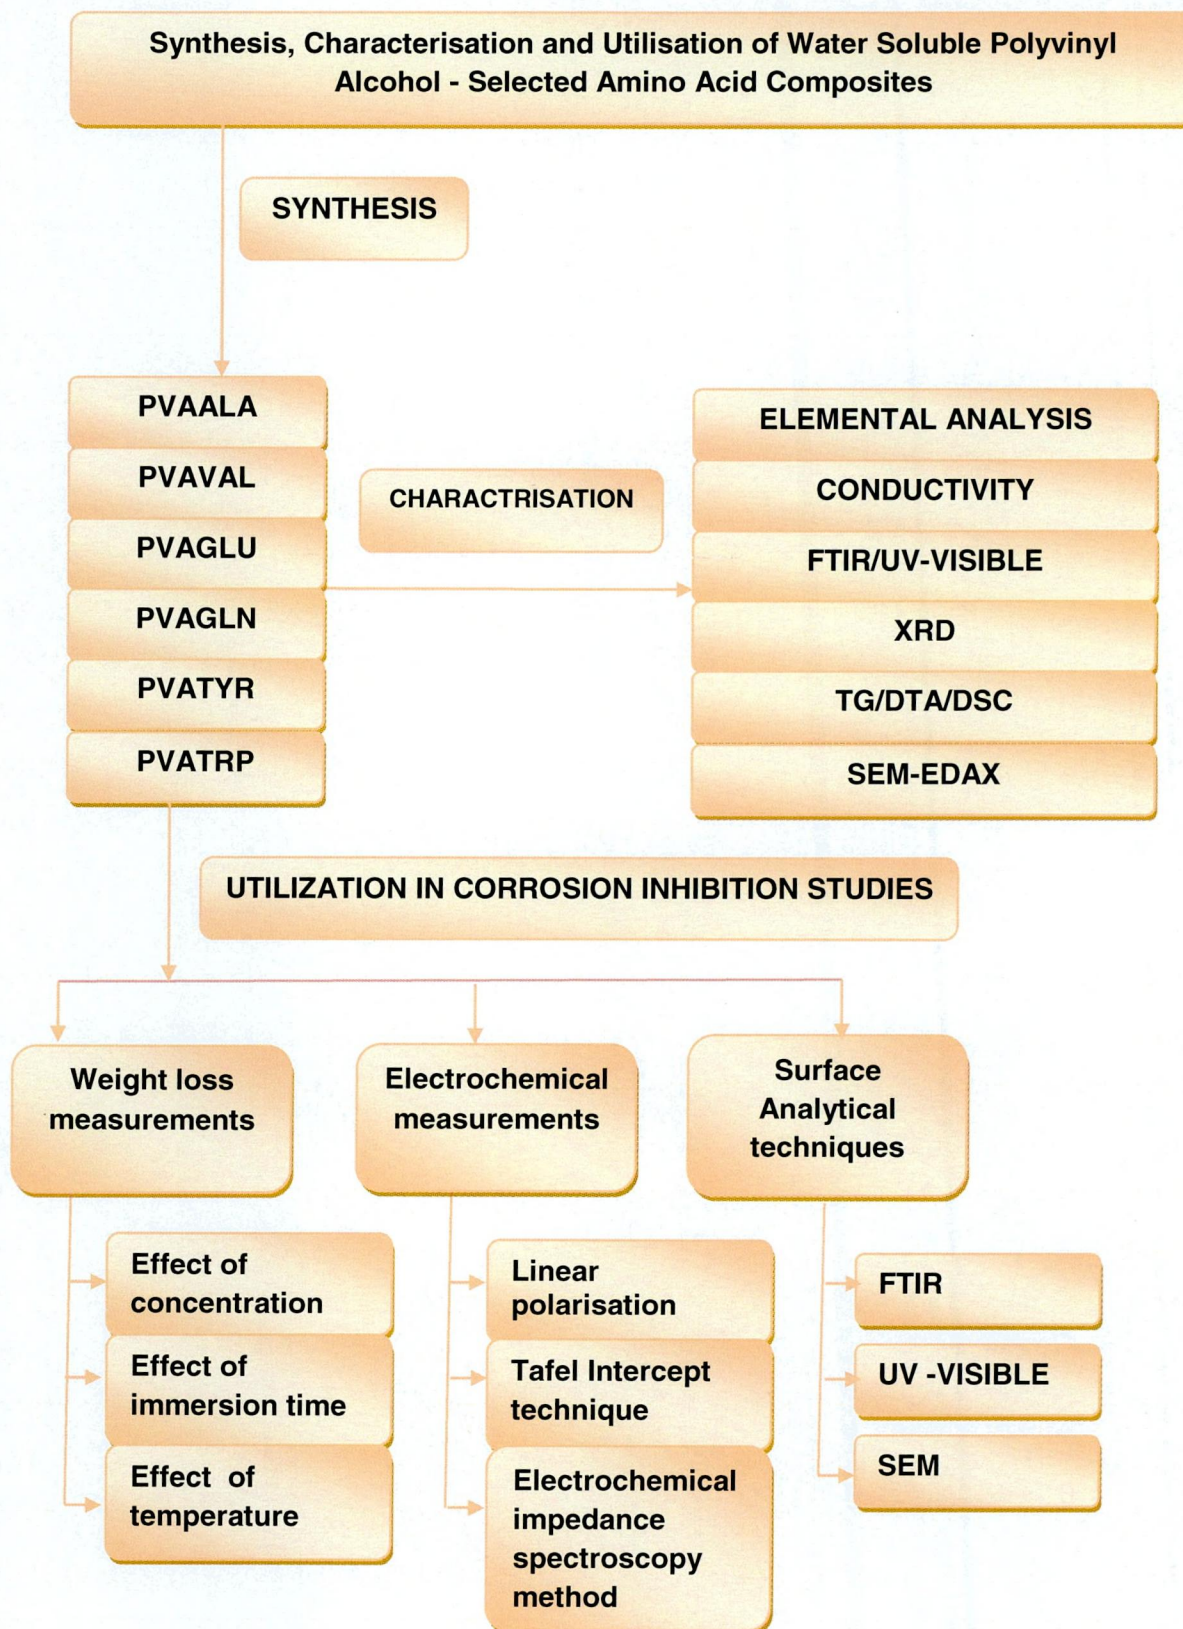 Synthesis, Characterisation and Utilisation of Water Soluble Polyvinyl
Alcohol - Selected Amino Acid Composites
SYNTHESIS
PVAALA
PVAVAL
PVAGLU
PVAGLN
PVATYR
PVATRP
CHARACTRISATION
ELEMENTAL ANALYSIS
CONDUCTIVITY
FTIR/UV-VISIBLE
XRD
TG/DTA/DSC
SEM-EDAX
UTILIZATION IN CORROSION INHIBITION STUDIES
Weight loss
measurements
Effect of
concentration
Effect of
immersion time
Effect of
temperature
Electrochemical
measurements
Linear
polarisation
Tafel Intercept
technique
Electrochemical
impedance
spectroscopy
method
Surface
Analytical
techniques
FTIR
UV -VISIBLE
SEM